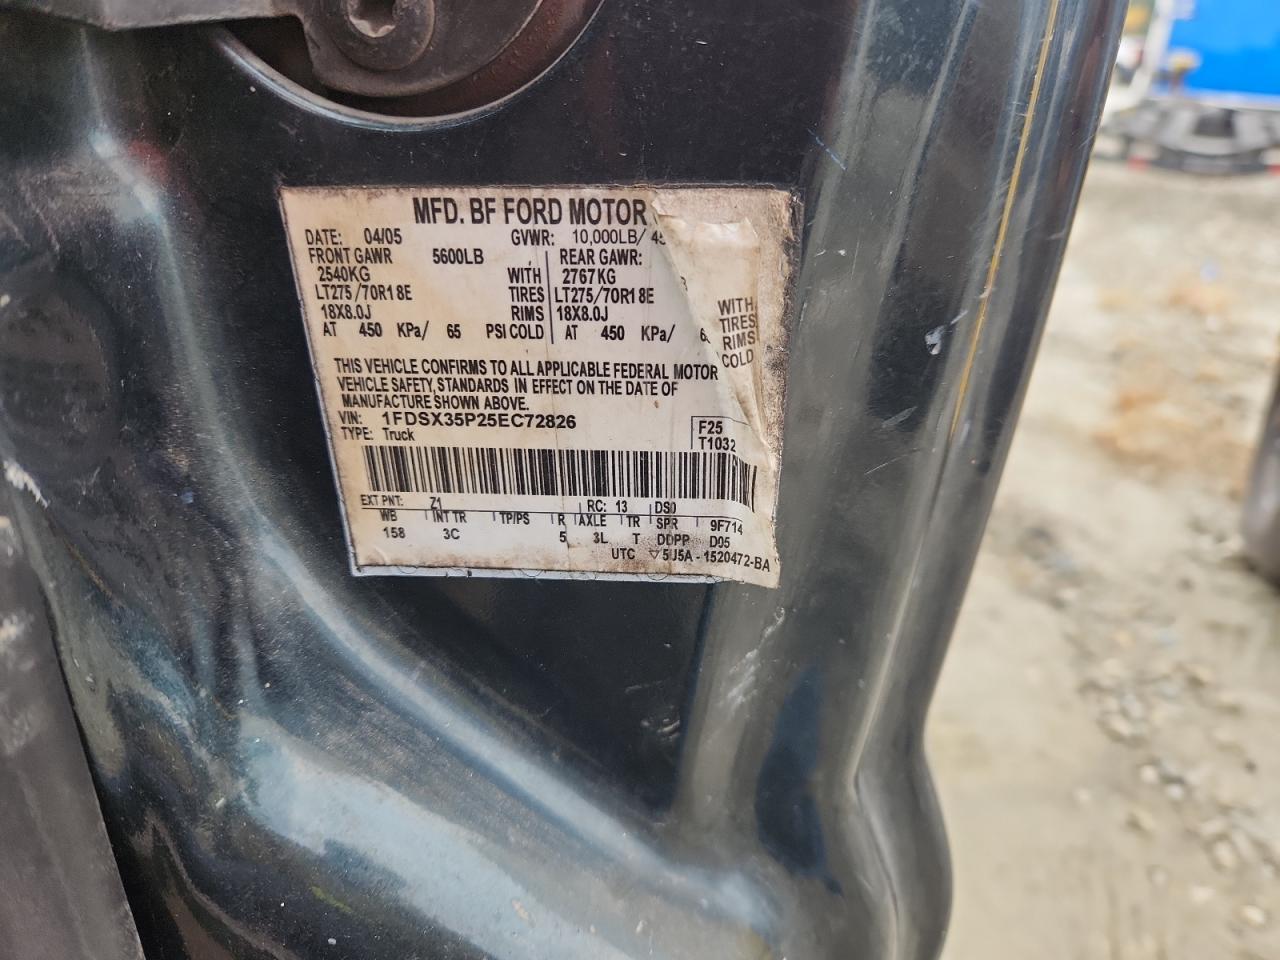 MFD. BF FORD MOTOR
DATE: 04/05 GVWR: 10,000LB/ 45
FRONT GAWR 5600LB REAR GAWR:
2540KG WITH 2767KG WITH
LT275/70R18E TIRES LT275/70R18E TIRES
18X8.0J RIMS 18X8.0J RIMS
AT 450 KPa/ 65 PSI COLD AT 450 KPa/ 6 COLD
THIS VEHICLE CONFIRMS TO ALL APPLICABLE FEDERAL MOTOR
VEHICLE SAFETY, STANDARDS IN EFFECT ON THE DATE OF
MANUFACTURE SHOWN ABOVE.
VIN: 1FDSX35P25EC72826 F25
TYPE: Truck T1032
EXT PNT: Z1 RC: 13 DSO
WB INT TR TP/PS R AXLE TR SPR 9F714
158 3C 5 3L T DDPP D05
UTC ▽5J5A - 1520472-BA